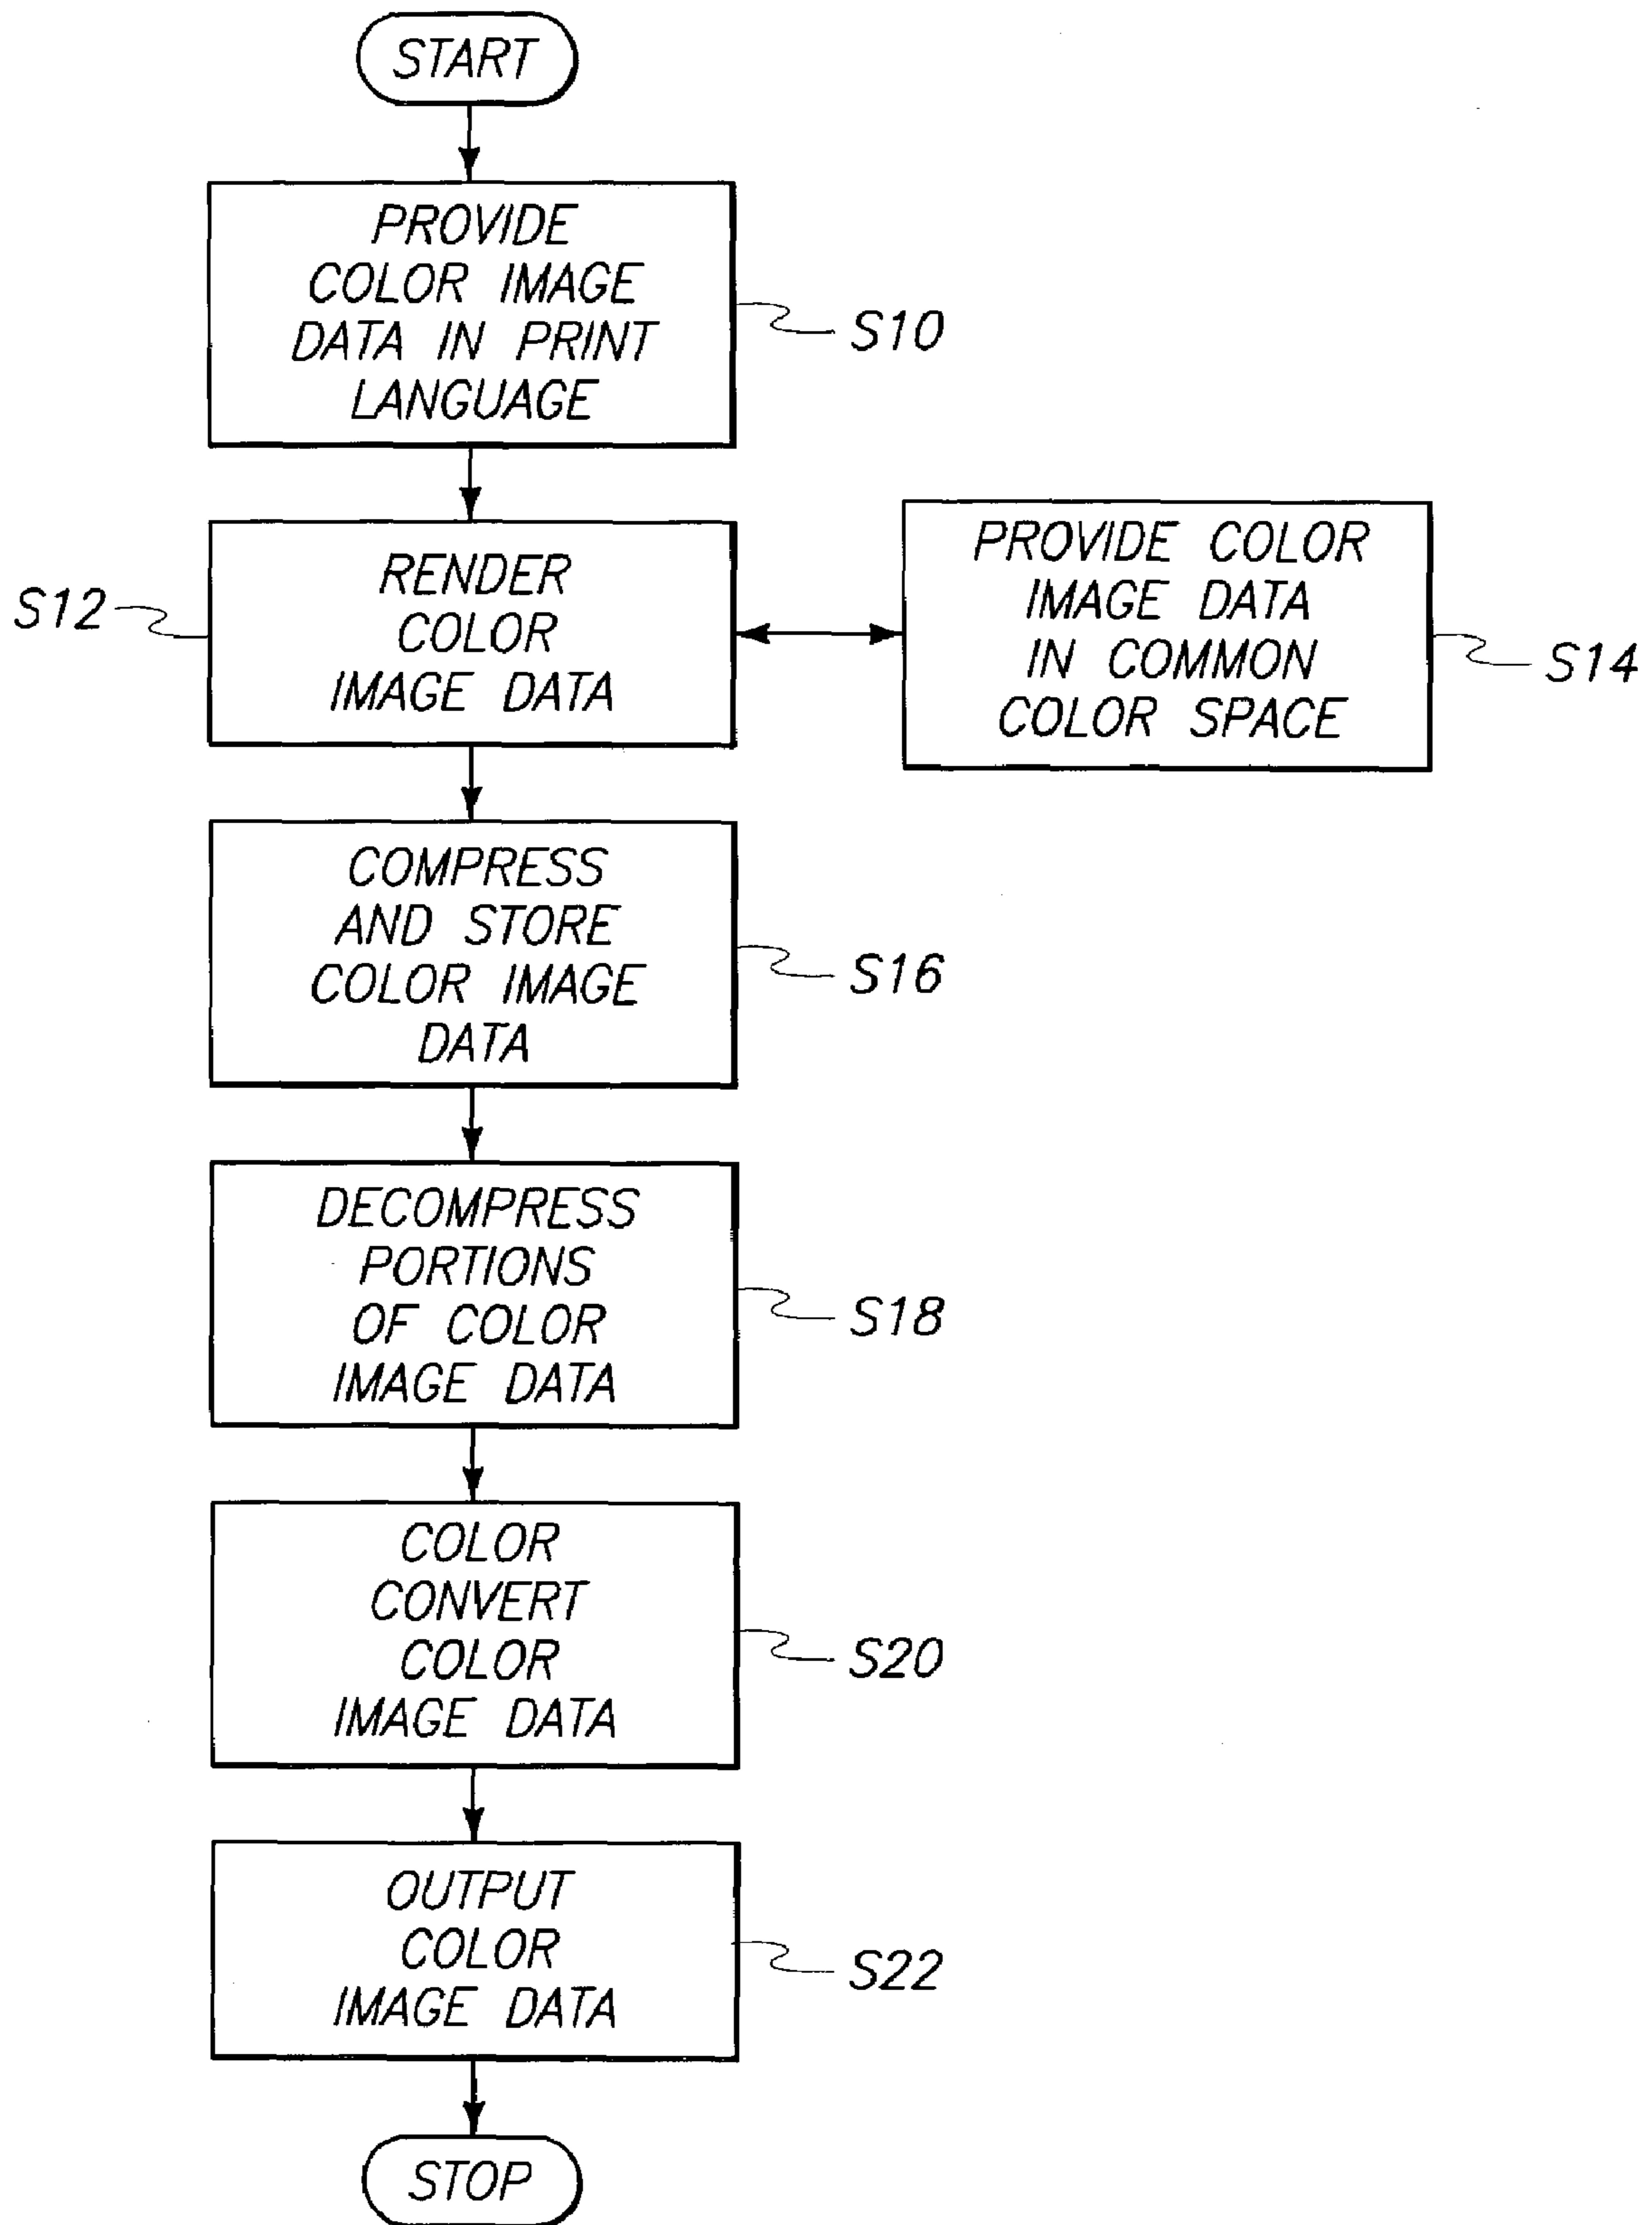 START
PROVIDE
COLOR IMAGE
DATA IN PRINT
LANGUAGE
S10
RENDER
COLOR
IMAGE DATA
S12
PROVIDE COLOR
IMAGE DATA
IN COMMON
COLOR SPACE
S14
COMPRESS
AND STORE
COLOR IMAGE
DATA
S16
DECOMPRESS
PORTIONS
OF COLOR
IMAGE DATA
S18
COLOR
CONVERT
COLOR
IMAGE DATA
S20
OUTPUT
COLOR
IMAGE DATA
S22
STOP